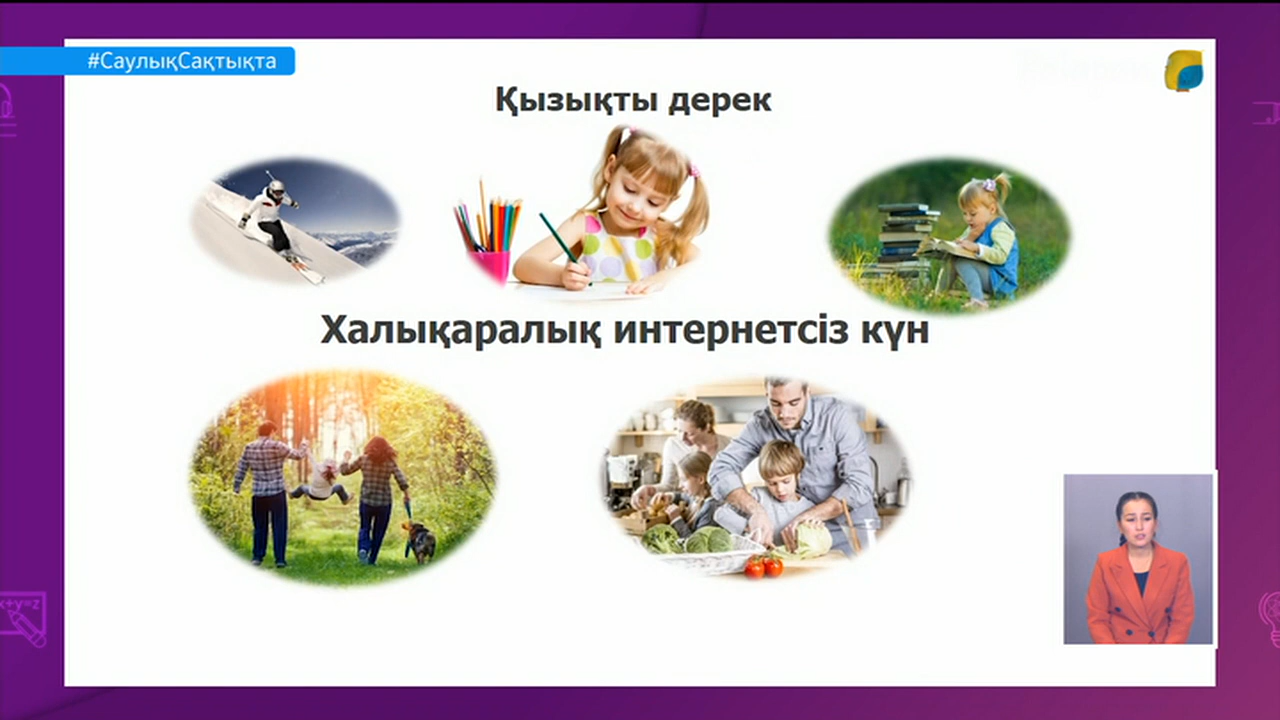 #СаулықСақтықта
Қызықты дерек
Халықаралық интернетсіз күн
x+y=z